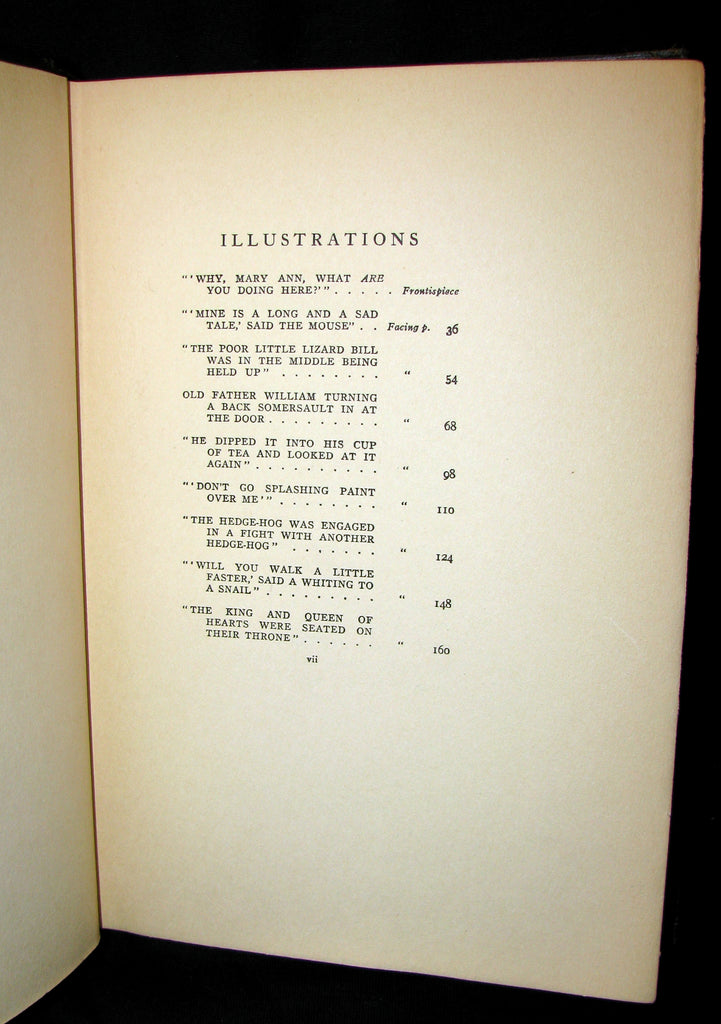 ILLUSTRATIONS
"'WHY, MARY ANN, WHAT ARE
YOU DOING HERE?'" . . . . . Frontispiece
"'MINE IS A LONG AND A SAD
TALE,' SAID THE MOUSE" . . Facing p. 36
"THE POOR LITTLE LIZARD BILL
WAS IN THE MIDDLE BEING
HELD UP" . . . . . . . . " 54
OLD FATHER WILLIAM TURNING
A BACK SOMERSAULT IN AT
THE DOOR . . . . . . . . . " 68
"HE DIPPED IT INTO HIS CUP
OF TEA AND LOOKED AT IT
AGAIN" . . . . . . . . . . " 98
"'DON'T GO SPLASHING PAINT
OVER ME'" . . . . . . . . " 110
"THE HEDGE-HOG WAS ENGAGED
IN A FIGHT WITH ANOTHER
HEDGE-HOG" . . . . . . . " 124
"'WILL YOU WALK A LITTLE
FASTER,' SAID A WHITING TO
A SNAIL" . . . . . . . . . " 148
"THE KING AND QUEEN OF
HEARTS WERE SEATED ON
THEIR THRONE" . . . . . . " 160
vii